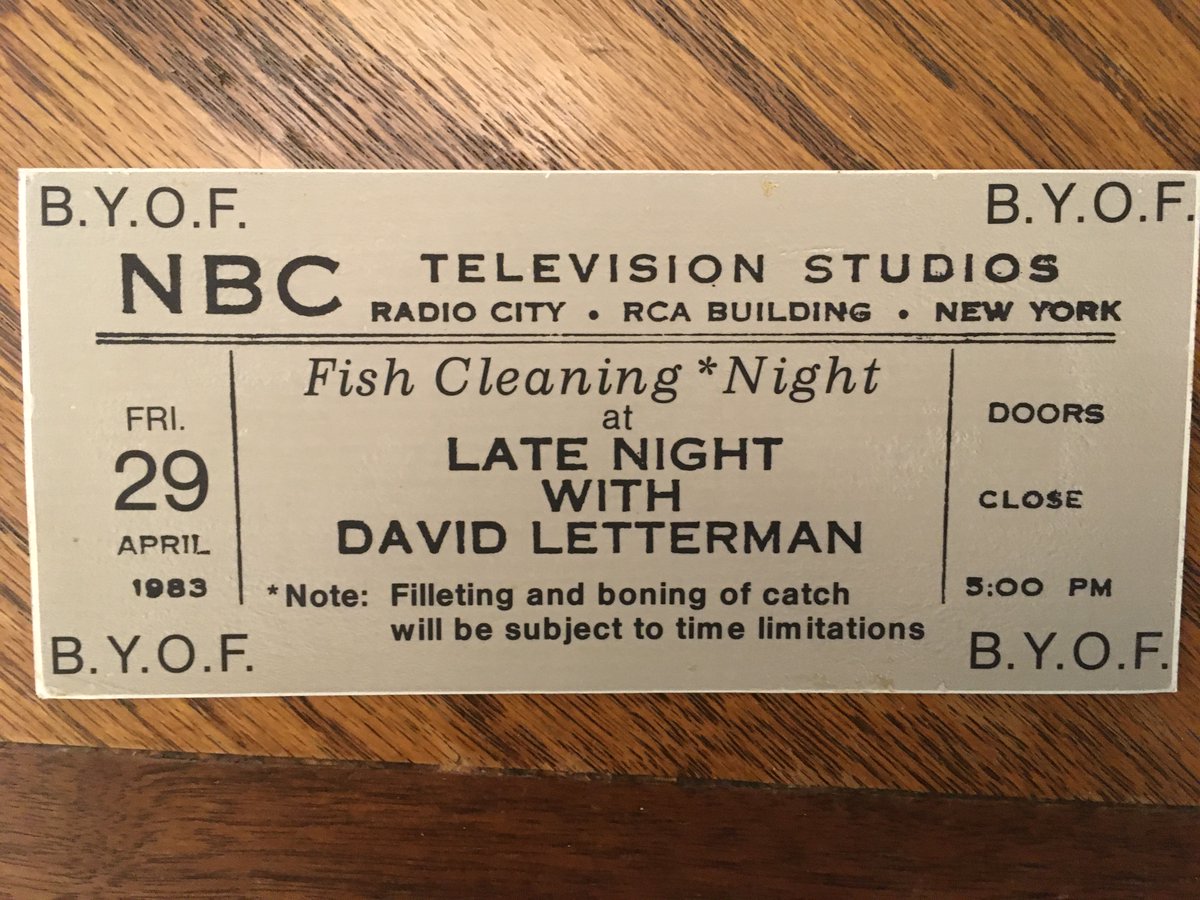 B.Y.O.F. B.Y.O.F.
NBC TELEVISION STUDIOS
RADIO CITY • RCA BUILDING • NEW YORK
Fish Cleaning *Night
at
LATE NIGHT
WITH
DAVID LETTERMAN
*Note: Filleting and boning of catch
will be subject to time limitations
FRI.
29
APRIL
1983
DOORS
CLOSE
5:00 PM
B.Y.O.F. B.Y.O.F.